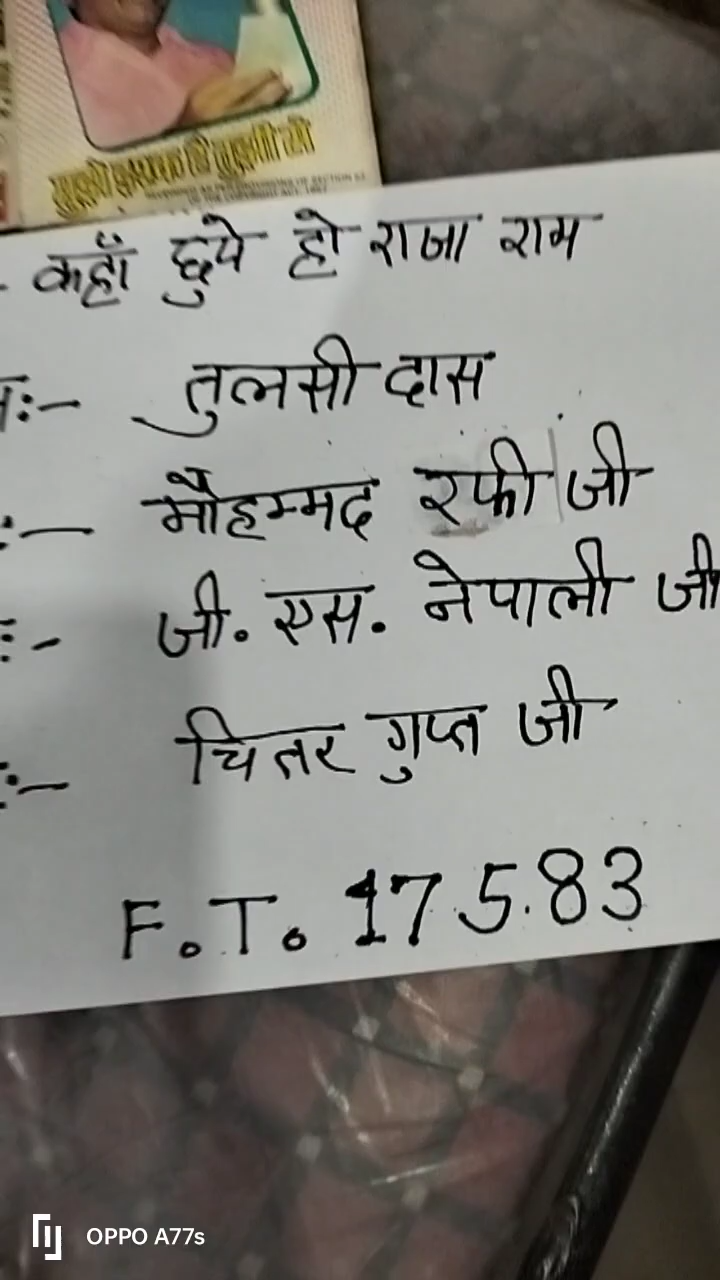 कहाँ छुपे हो राजा राम
:- तुलसी दास
:- मौहम्मद रफी जी
:- जी. एस. नेपाली जी
:- चितर गुप्त जी
F.T. 17.5.83
OPPO A77s